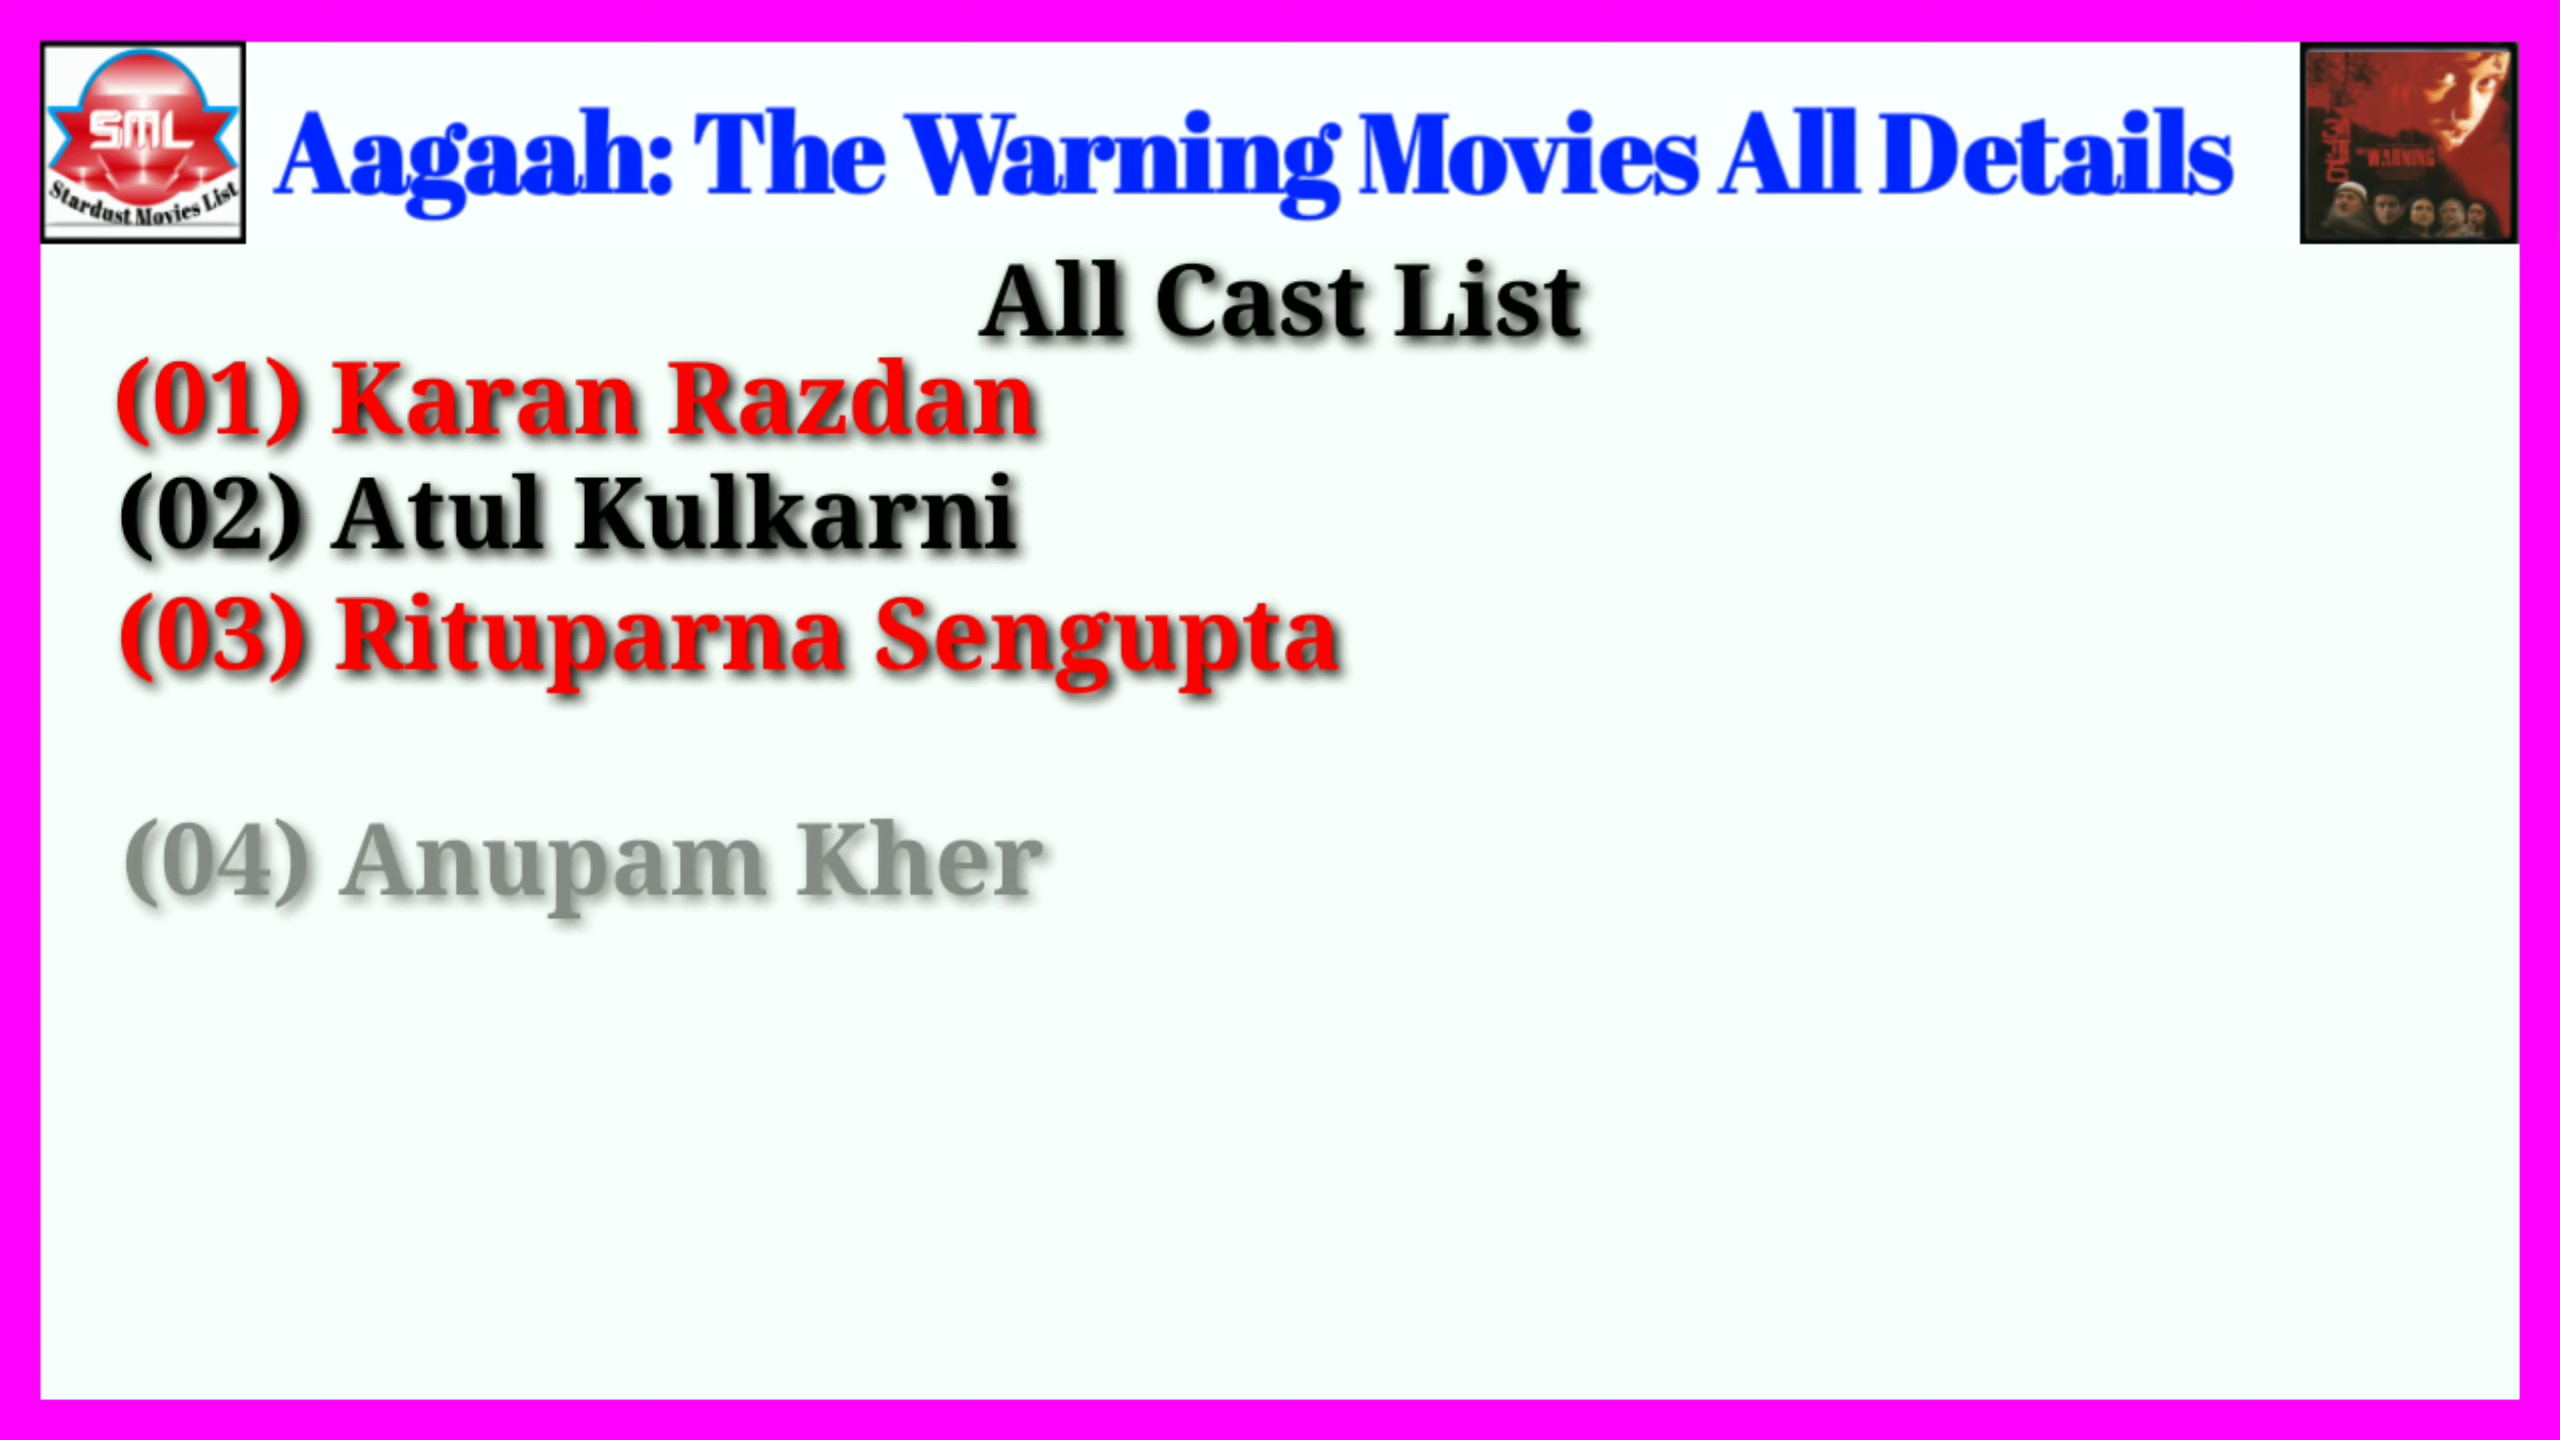 SML
Stardust Movies List
Aagaah: The Warning Movies All Details
WARNING
All Cast List
(01) Karan Razdan
(02) Atul Kulkarni
(03) Rituparna Sengupta
(04) Anupam Kher